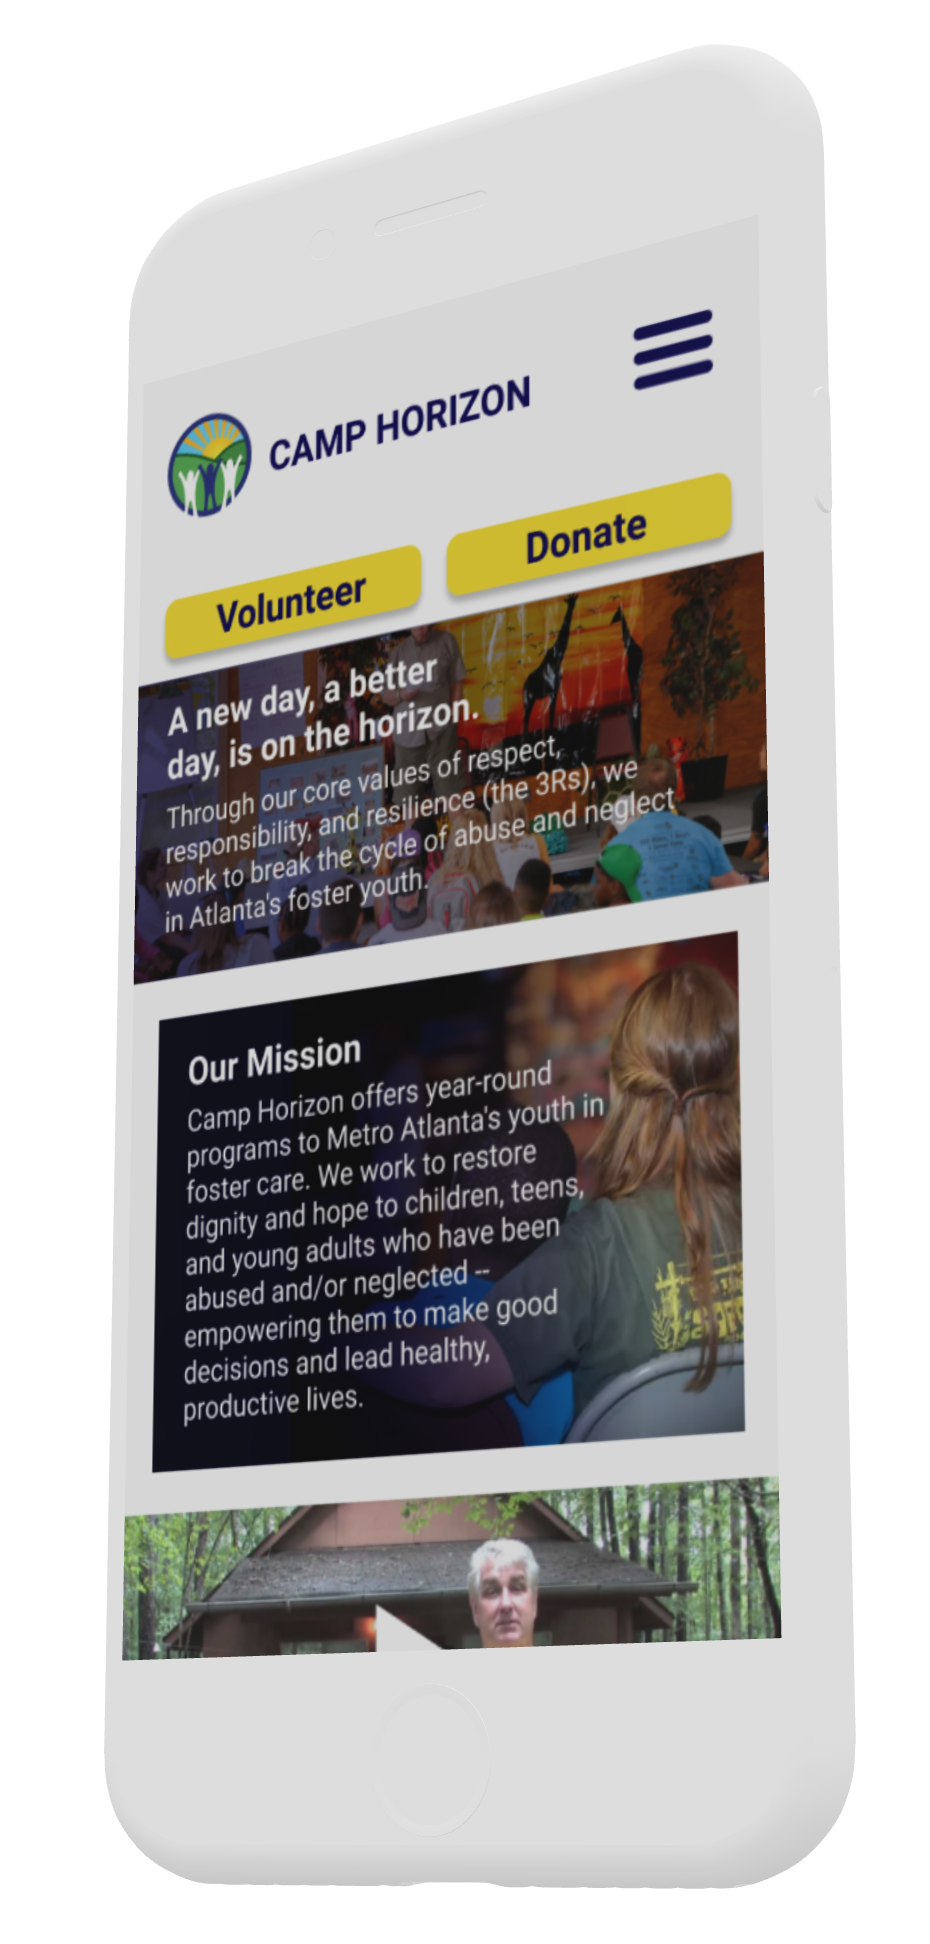 CAMP HORIZON
Volunteer
Donate
A new day, a better
day, is on the horizon.
Through our core values of respect,
responsibility, and resilience (the 3Rs), we
work to break the cycle of abuse and neglect
in Atlanta's foster youth.
Our Mission
Camp Horizon offers year-round
programs to Metro Atlanta's youth in
foster care. We work to restore
dignity and hope to children, teens,
and young adults who have been
abused and/or neglected --
empowering them to make good
decisions and lead healthy,
productive lives.